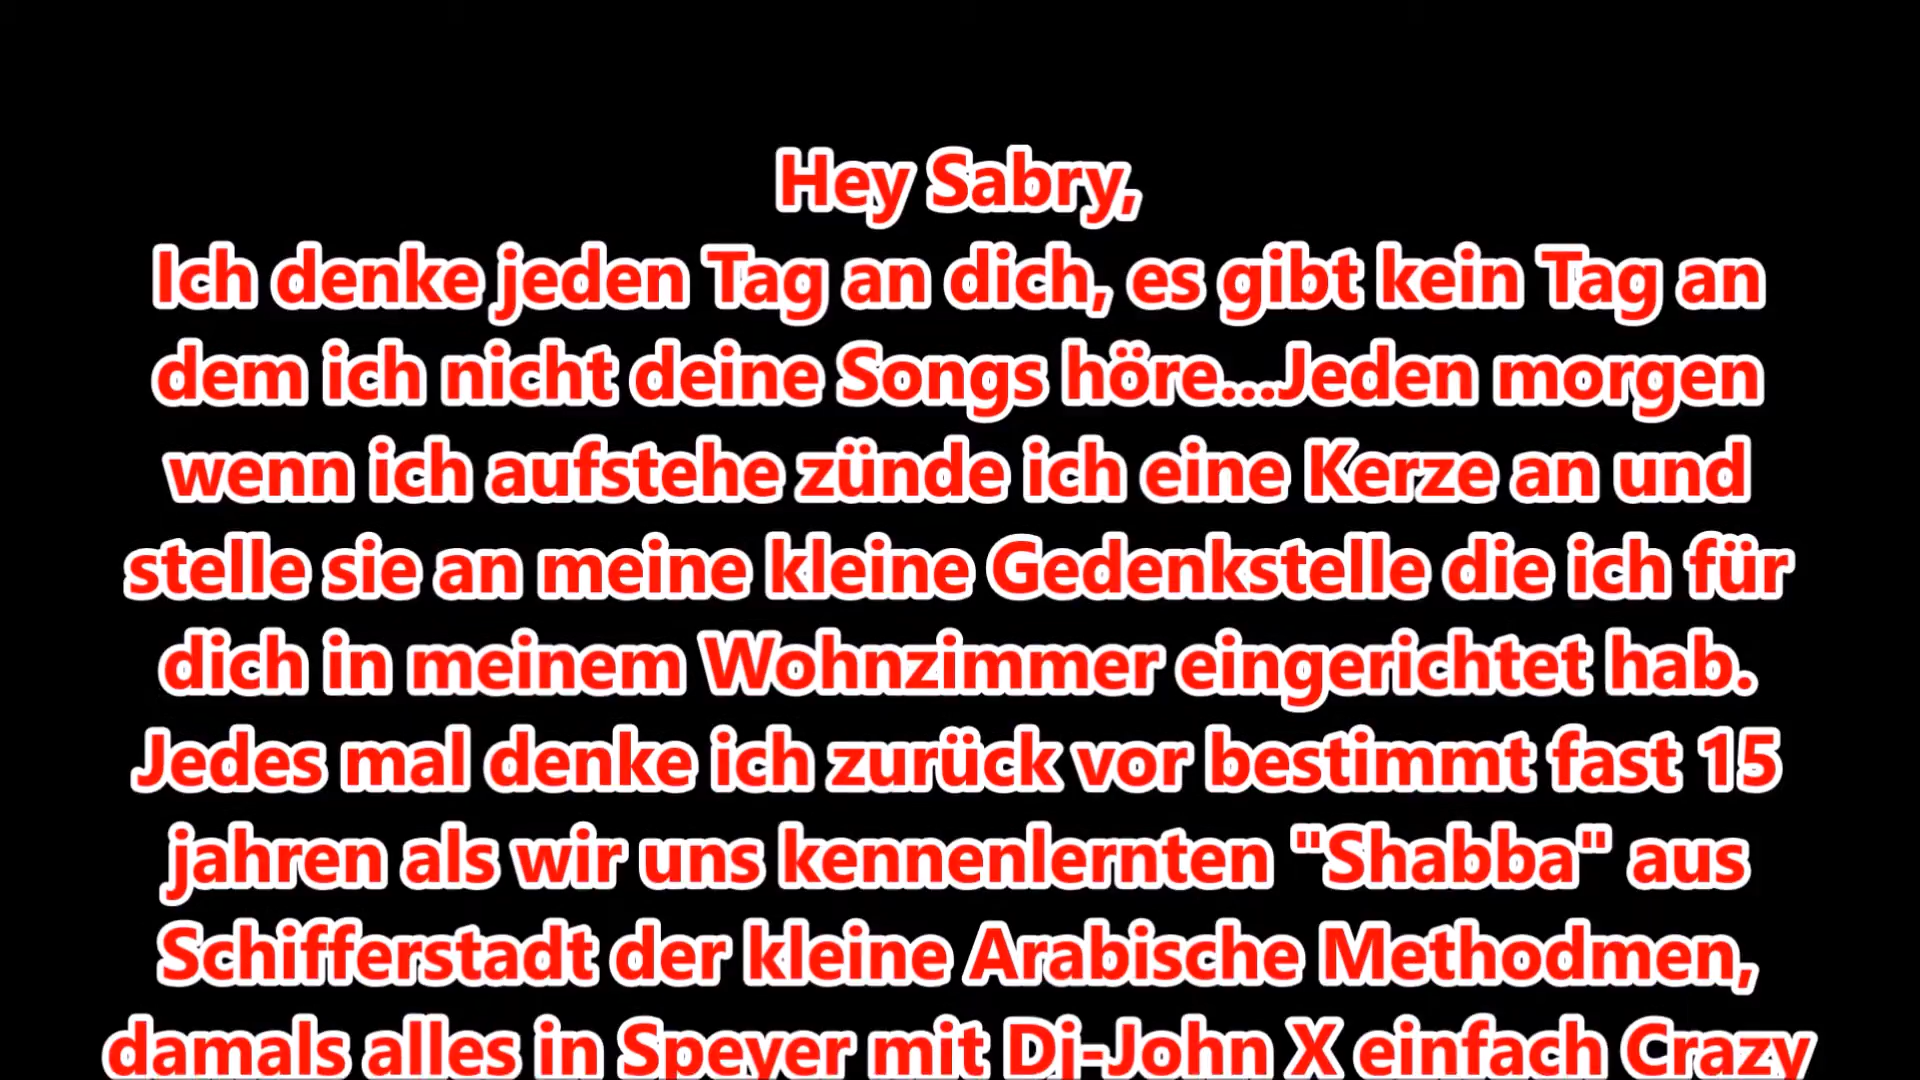 Hey Sabry,
Ich denke jeden Tag an dich, es gibt kein Tag an
dem ich nicht deine Songs höre...Jeden morgen
wenn ich aufstehe zünde ich eine Kerze an und
stelle sie an meine kleine Gedenkstelle die ich für
dich in meinem Wohnzimmer eingerichtet hab.
Jedes mal denke ich zurück vor bestimmt fast 15
jahren als wir uns kennenlernten "Shabba" aus
Schifferstadt der kleine Arabische Methodmen,
damals alles in Speyer mit Dj-John X einfach Crazy